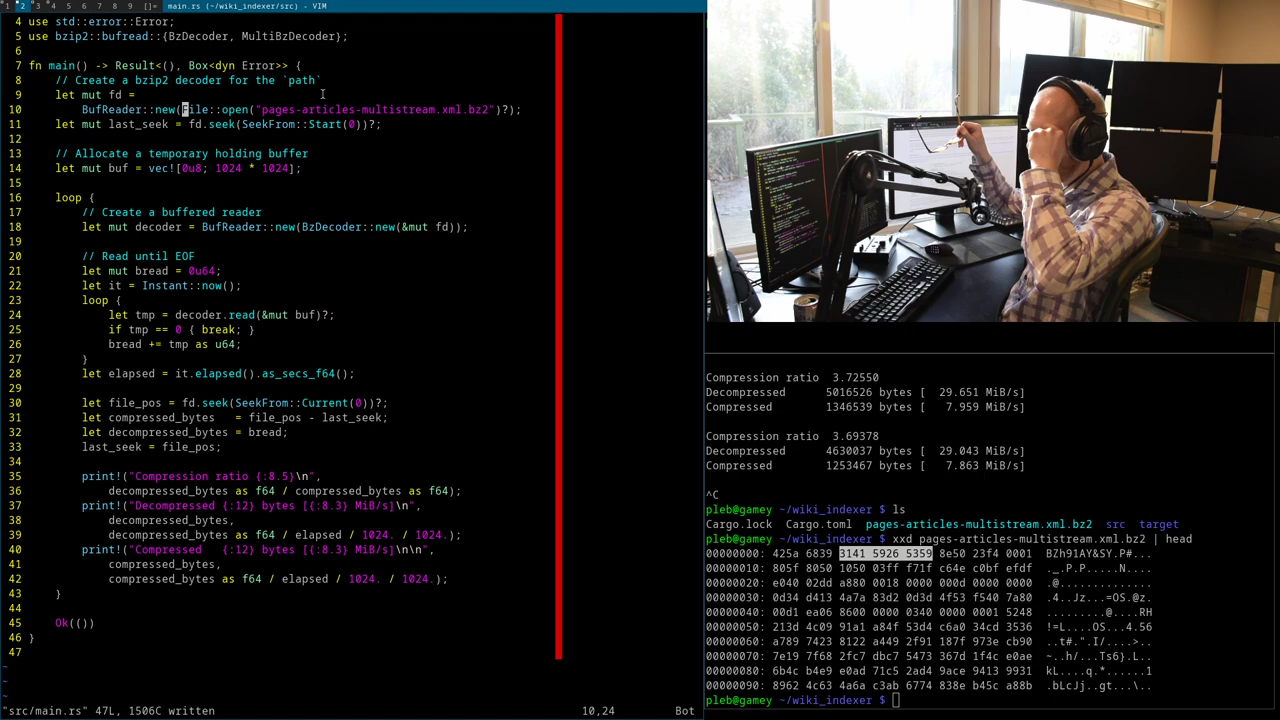 1 2 3 4 5 6 7 8 9 []= main.rs (~/wiki_indexer/src) - VIM
4 use std::error::Error;
5 use bzip2::bufread::{BzDecoder, MultiBzDecoder};
6
7 fn main() -> Result<(), Box<dyn Error>> {
8     // Create a bzip2 decoder for the `path`
9     let mut fd =
10         BufReader::new(File::open("pages-articles-multistream.xml.bz2")?);
11     let mut last_seek = fd.seek(SeekFrom::Start(0))?;
12
13     // Allocate a temporary holding buffer
14     let mut buf = vec![0u8; 1024 * 1024];
15
16     loop {
17         // Create a buffered reader
18         let mut decoder = BufReader::new(BzDecoder::new(&mut fd));
19
20         // Read until EOF
21         let mut bread = 0u64;
22         let it = Instant::now();
23         loop {
24             let tmp = decoder.read(&mut buf)?;
25             if tmp == 0 { break; }
26             bread += tmp as u64;
27         }
28         let elapsed = it.elapsed().as_secs_f64();
29
30         let file_pos = fd.seek(SeekFrom::Current(0))?;
31         let compressed_bytes   = file_pos - last_seek;
32         let decompressed_bytes = bread;
33         last_seek = file_pos;
34
35         print!("Compression ratio {:8.5}\n",
36             decompressed_bytes as f64 / compressed_bytes as f64);
37         print!("Decompressed {:12} bytes [{:8.3} MiB/s]\n",
38             decompressed_bytes,
39             decompressed_bytes as f64 / elapsed / 1024. / 1024.);
40         print!("Compressed   {:12} bytes [{:8.3} MiB/s]\n\n",
41             compressed_bytes,
42             compressed_bytes as f64 / elapsed / 1024. / 1024.);
43     }
44
45     Ok(())
46 }
47
~
~
~
"src/main.rs" 47L, 1506C written 10,24 Bot
Compression ratio  3.72550
Decompressed      5016526 bytes [  29.651 MiB/s]
Compressed        1346539 bytes [   7.959 MiB/s]
Compression ratio  3.69378
Decompressed      4630037 bytes [  29.043 MiB/s]
Compressed        1253467 bytes [   7.863 MiB/s]
^C
pleb@gamey ~/wiki_indexer $ ls
Cargo.lock  Cargo.toml  pages-articles-multistream.xml.bz2  src  target
pleb@gamey ~/wiki_indexer $ xxd pages-articles-multistream.xml.bz2 | head
00000000: 425a 6839 3141 5926 5359 8e50 23f4 0001  BZh91AY&SY.P#...
00000010: 805f 8050 1050 03ff f71f c64e c0bf efdf  ._.P.P.....N....
00000020: e040 02dd a880 0018 0000 000d 0000 0000  .@..............
00000030: 0d34 d413 4a7a 83d2 0d3d 4f53 f540 7a80  .4..Jz...=OS.@z.
00000040: 00d1 ea06 8600 0000 0340 0000 0001 5248  .........@....RH
00000050: 213d 4c09 91a1 a84f 53d4 c6a0 34cd 3536  !=L....OS...4.56
00000060: a789 7423 8122 a449 2f91 187f 973e cb90  ..t#.".I/....>..
00000070: 7e19 7f68 2fc7 dbc7 5473 367d 1f4c e0ae  ~..h/...Ts6}.L..
00000080: 6b4c b4e9 e0ad 71c5 2ad4 9ace 9413 9931  kL....q.*......1
00000090: 8962 4c63 4a6a c3ab 6774 838e b45c a88b  .bLcJj..gt...\..
pleb@gamey ~/wiki_indexer $